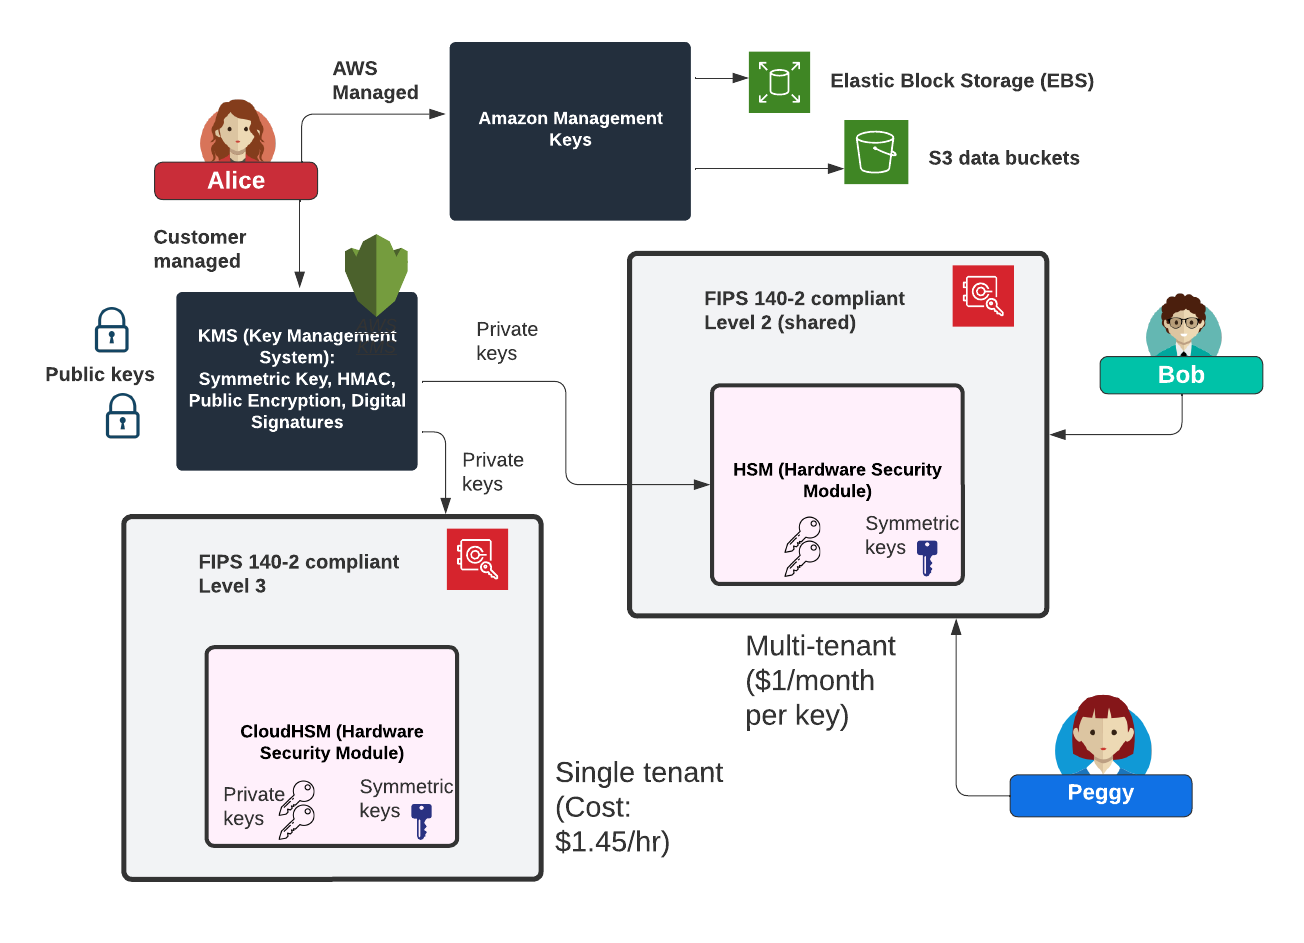 AWS
Managed
Alice
Amazon Management
Keys
Elastic Block Storage (EBS)
S3 data buckets
Customer
managed
Public keys
KMS (Key Management
System):
Symmetric Key, HMAC,
Public Encryption, Digital
Signatures
AWS
KMS
Private
keys
Private
keys
FIPS 140-2 compliant
Level 2 (shared)
HSM (Hardware Security
Module)
Symmetric
keys
Bob
Multi-tenant
($1/month
per key)
Peggy
FIPS 140-2 compliant
Level 3
CloudHSM (Hardware
Security Module)
Private
keys
Symmetric
keys
Single tenant
(Cost:
$1.45/hr)